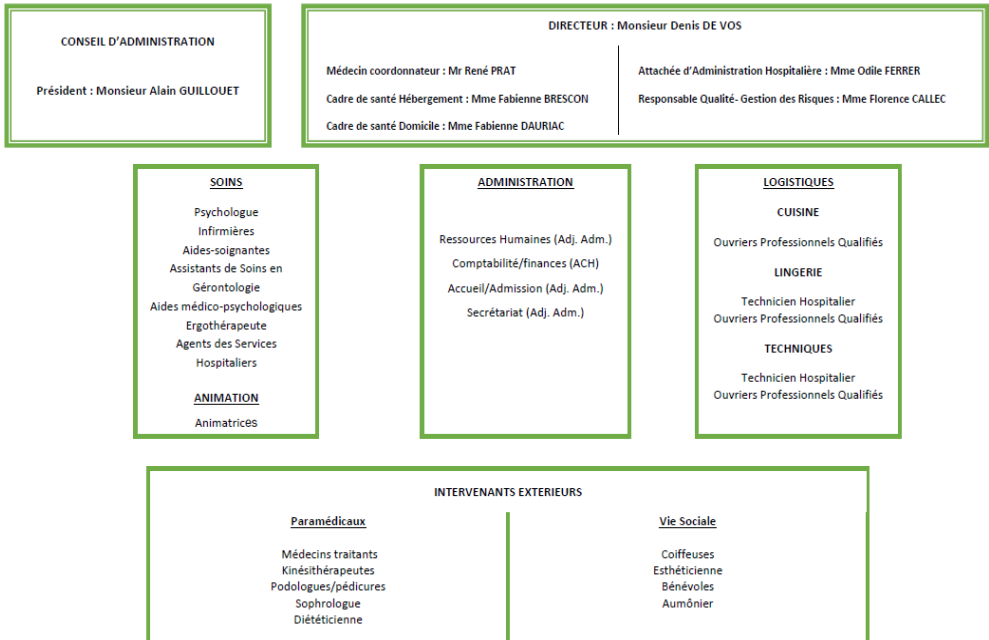 CONSEIL D'ADMINISTRATION
Président : Monsieur Alain GUILLOUET
DIRECTEUR : Monsieur Denis DE VOS
Médecin coordonnateur : Mr René PRAT
Cadre de santé Hébergement : Mme Fabienne BRESCON
Cadre de santé Domicile : Mme Fabienne DAURIAC
Attachée d'Administration Hospitalière : Mme Odile FERRER
Responsable Qualité- Gestion des Risques : Mme Florence CALLEC
SOINS
Psychologue
Infirmières
Aides-soignantes
Assistants de Soins en
Gérontologie
Aides médico-psychologiques
Ergothérapeute
Agents des Services
Hospitaliers
ANIMATION
Animatrices
ADMINISTRATION
Ressources Humaines (Adj. Adm.)
Comptabilité/finances (ACH)
Accueil/Admission (Adj. Adm.)
Secrétariat (Adj. Adm.)
LOGISTIQUES
CUISINE
Ouvriers Professionnels Qualifiés
LINGERIE
Technicien Hospitalier
Ouvriers Professionnels Qualifiés
TECHNIQUES
Technicien Hospitalier
Ouvriers Professionnels Qualifiés
INTERVENANTS EXTERIEURS
Paramédicaux
Médecins traitants
Kinésithérapeutes
Podologues/pédicures
Sophrologue
Diététicienne
Vie Sociale
Coiffeuses
Esthéticienne
Bénévoles
Aumônier